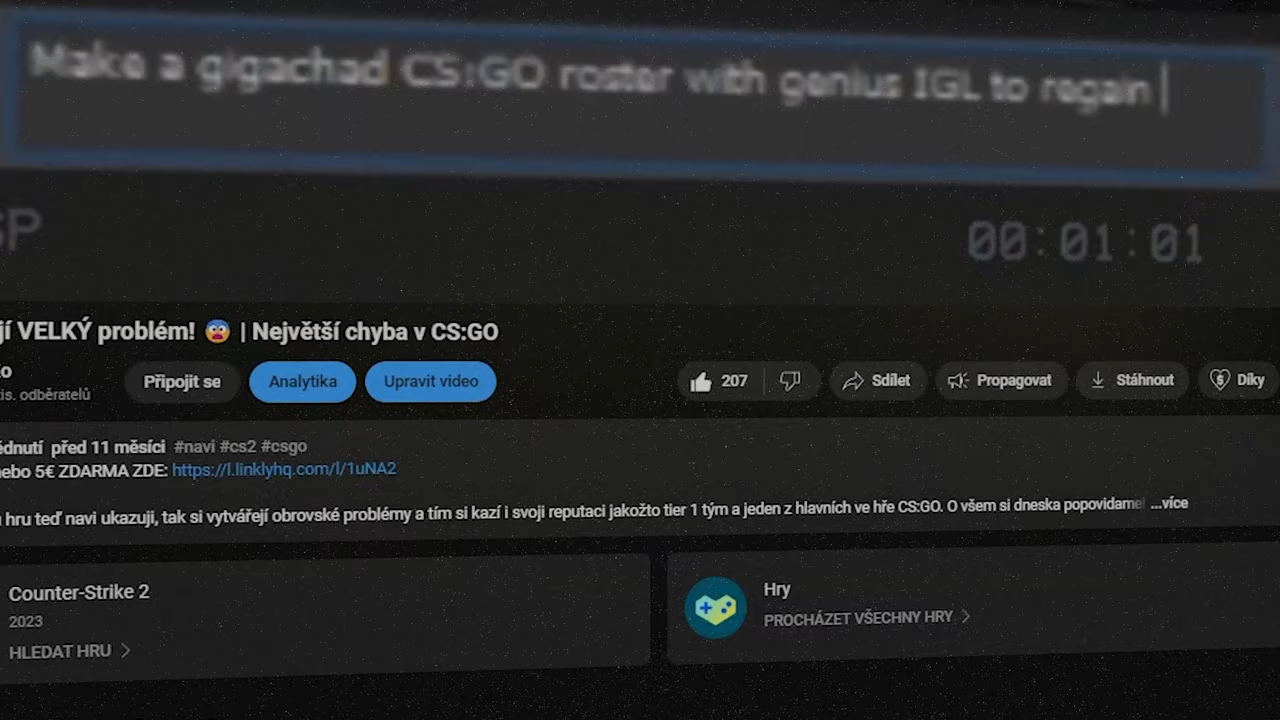 Make a gigachad CS:GO roster with genius IGL to regain
SP
00:01:01
jí VELKÝ problém! 😨 | Největší chyba v CS:GO
Připojit se
Analytika
Upravit video
207
Sdílet
Propagovat
Stáhnout
Díky
is. odběratelů
édnutí před 11 měsíci #navi #cs2 #csgo
nebo 5€ ZDARMA ZDE: https://l.linklyhq.com/l/1uNA2
hru teď navi ukazuji, tak si vytvářejí obrovské problémy a tím si kazí i svoji reputaci jakožto tier 1 tým a jeden z hlavních ve hře CS:GO. O všem si dneska popovidame ...více
Counter-Strike 2
2023
HLEDAT HRU
Hry
PROCHÁZET VŠECHNY HRY